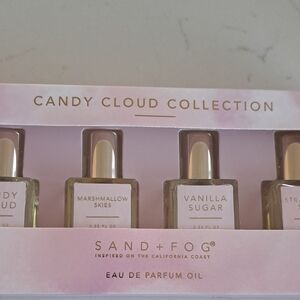 CANDY CLOUD COLLECTION
MARSHMALLOW
SKIES
VANILLA
SUGAR
SAND + FOG®
INSPIRED ON THE CALIFORNIA COAST
EAU DE PARFUM OIL